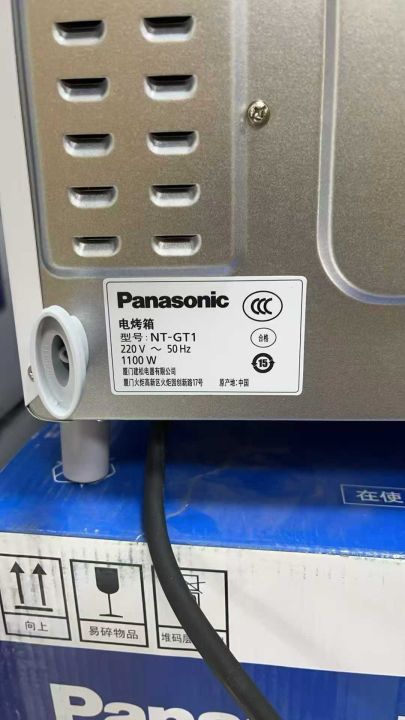 Panasonic
CCC
电烤箱
型号: NT-GT1
合格
220 V ～ 50 Hz
1100 W
15
厦门建松电器有限公司
厦门火炬高新区火炬园创新路17号 原产地: 中国
在使
向上
易碎物品
堆码层
Panasonic